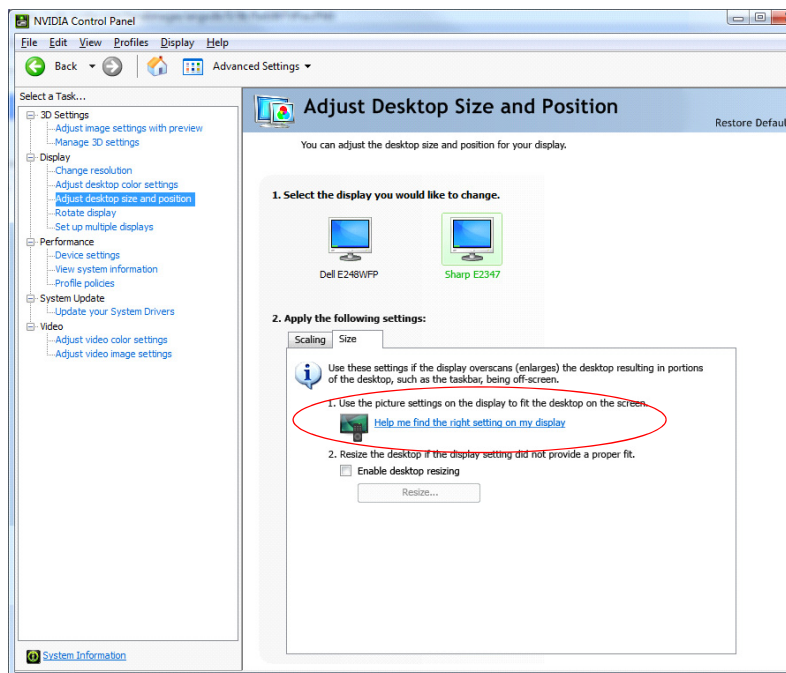 NVIDIA Control Panel
File Edit View Profiles Display Help
Back Advanced Settings
Select a Task...
3D Settings
Adjust image settings with preview
Manage 3D settings
Display
Change resolution
Adjust desktop color settings
Adjust desktop size and position
Rotate display
Set up multiple displays
Performance
Device settings
View system information
Profile policies
System Update
Update your System Drivers
Video
Adjust video color settings
Adjust video image settings
System Information
Adjust Desktop Size and Position
Restore Defau
You can adjust the desktop size and position for your display.
1. Select the display you would like to change.
Dell E248WFP Sharp E2347
2. Apply the following settings:
Scaling Size
Use these settings if the display overscans (enlarges) the desktop resulting in portions
of the desktop, such as the taskbar, being off-screen.
1. Use the picture settings on the display to fit the desktop on the screen.
Help me find the right setting on my display
2. Resize the desktop if the display setting did not provide a proper fit.
Enable desktop resizing
Resize...